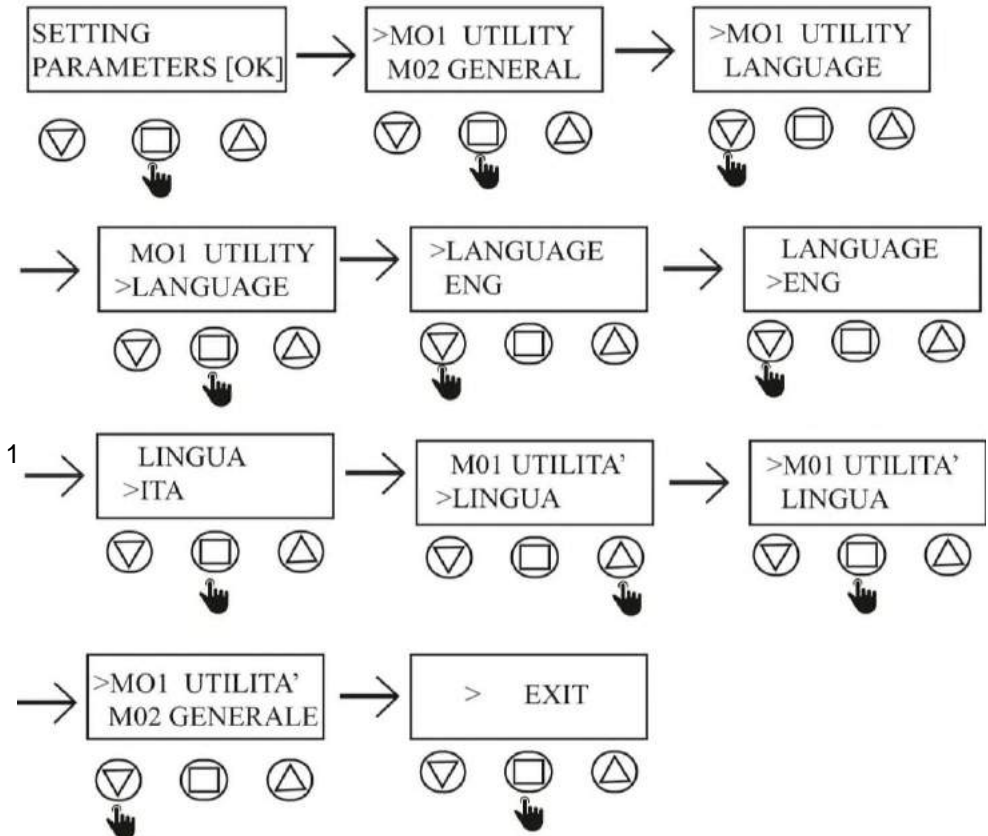 SETTING
PARAMETERS [OK]
>MO1 UTILITY
M02 GENERAL
>MO1 UTILITY
LANGUAGE
MO1 UTILITY
>LANGUAGE
>LANGUAGE
ENG
LANGUAGE
>ENG
1
LINGUA
>ITA
M01 UTILITA’
>LINGUA
>M01 UTILITA’
LINGUA
>MO1 UTILITA’
M02 GENERALE
> EXIT